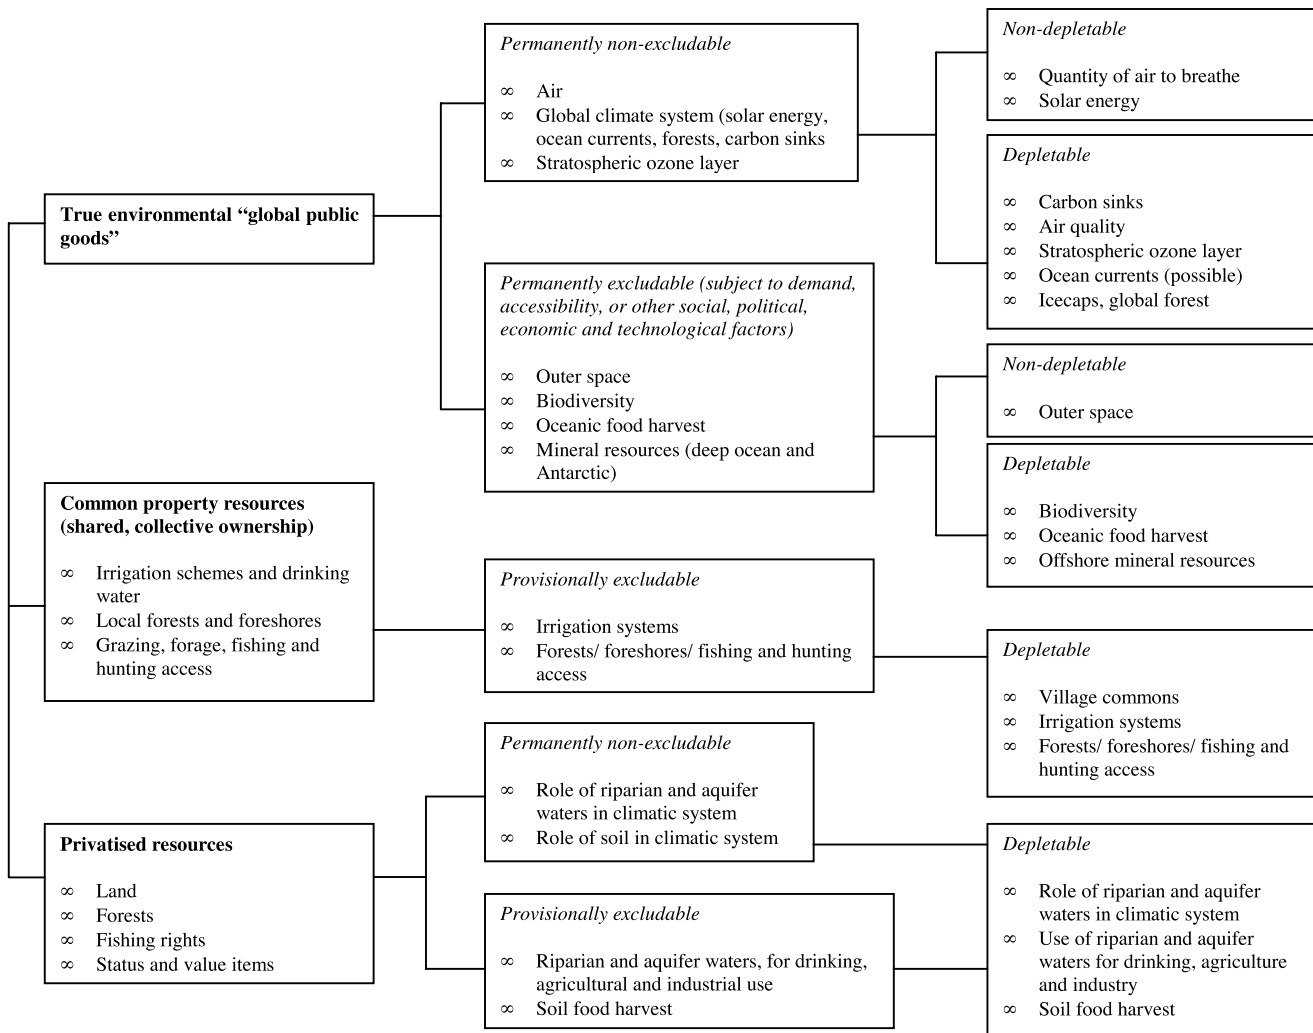 True environmental “global public
goods”
Common property resources
(shared, collective ownership)
∞ Irrigation schemes and drinking
water
∞ Local forests and foreshores
∞ Grazing, forage, fishing and
hunting access
Privatised resources
∞ Land
∞ Forests
∞ Fishing rights
∞ Status and value items
Permanently non-excludable
∞ Air
∞ Global climate system (solar energy,
ocean currents, forests, carbon sinks
∞ Stratospheric ozone layer
Permanently excludable (subject to demand,
accessibility, or other social, political,
economic and technological factors)
∞ Outer space
∞ Biodiversity
∞ Oceanic food harvest
∞ Mineral resources (deep ocean and
Antarctic)
Provisionally excludable
∞ Irrigation systems
∞ Forests/ foreshores/ fishing and hunting
access
Permanently non-excludable
∞ Role of riparian and aquifer
waters in climatic system
∞ Role of soil in climatic system
Provisionally excludable
∞ Riparian and aquifer waters, for drinking,
agricultural and industrial use
∞ Soil food harvest
Non-depletable
∞ Quantity of air to breathe
∞ Solar energy
Depletable
∞ Carbon sinks
∞ Air quality
∞ Stratospheric ozone layer
∞ Ocean currents (possible)
∞ Icecaps, global forest
Non-depletable
∞ Outer space
Depletable
∞ Biodiversity
∞ Oceanic food harvest
∞ Offshore mineral resources
Depletable
∞ Village commons
∞ Irrigation systems
∞ Forests/ foreshores/ fishing and
hunting access
Depletable
∞ Role of riparian and aquifer
waters in climatic system
∞ Use of riparian and aquifer
waters for drinking, agriculture
and industry
∞ Soil food harvest